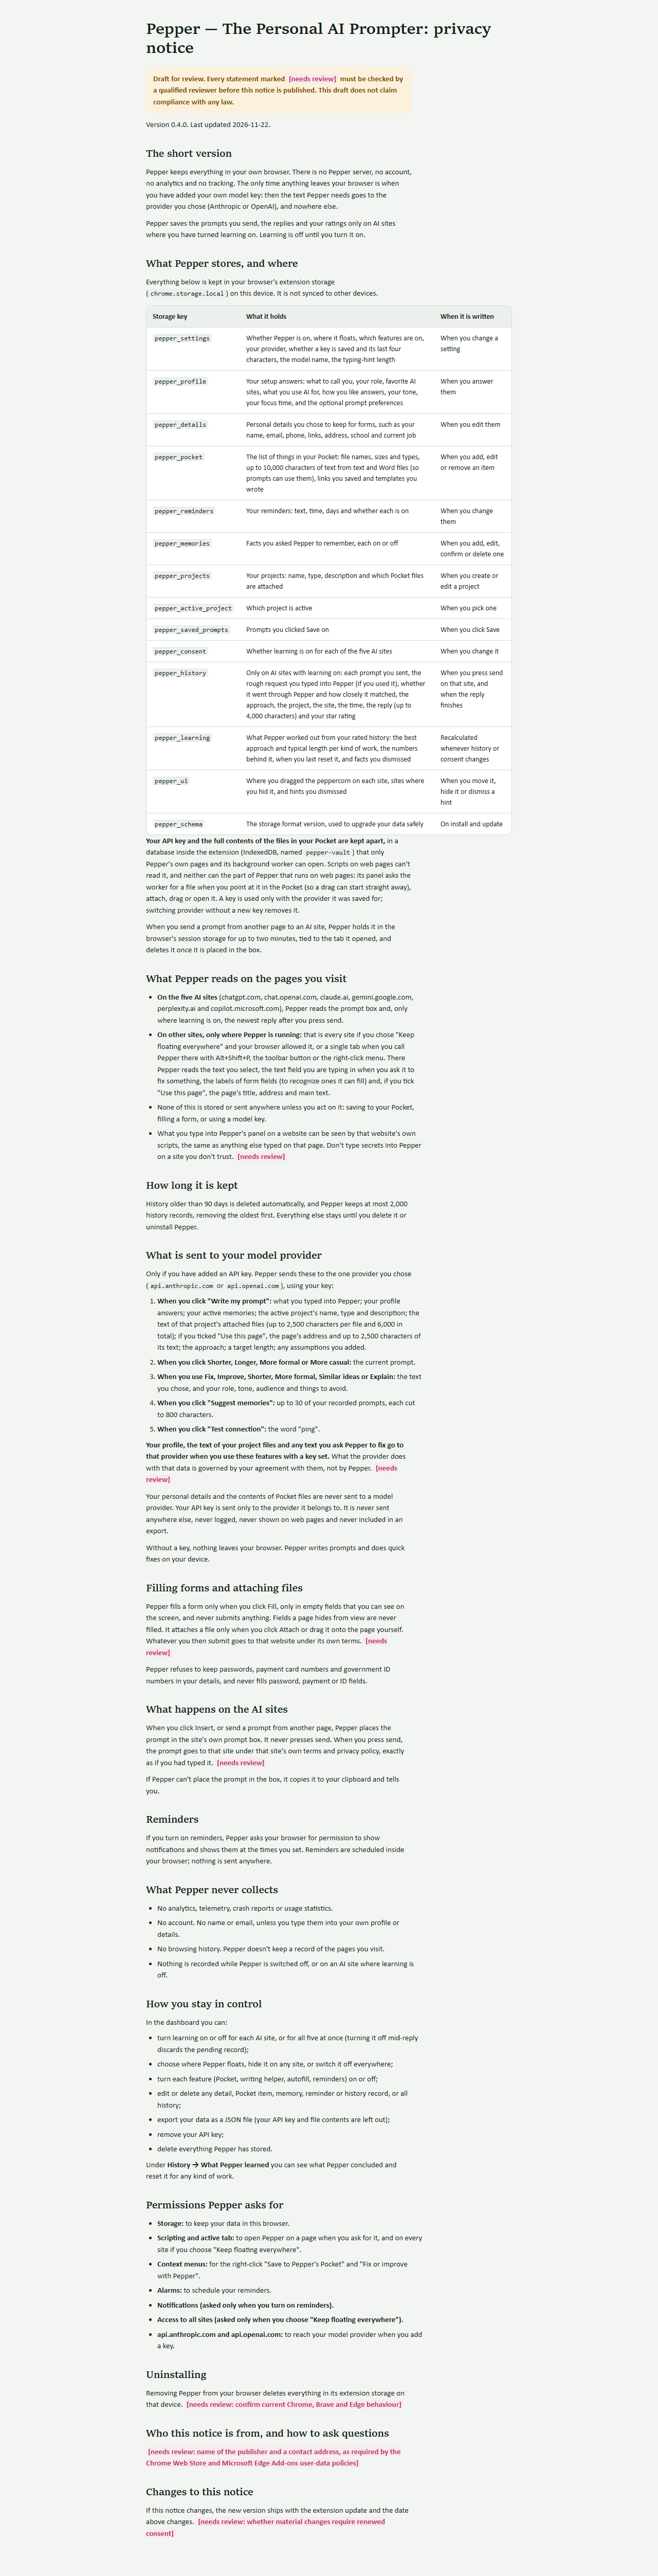 Pepper — The Personal AI Prompter: privacy
notice
Draft for review. Every statement marked [needs review] must be checked by
a qualified reviewer before this notice is published. This draft does not claim
compliance with any law.
Version 0.4.0. Last updated 2026-11-22.
The short version
Pepper keeps everything in your own browser. There is no Pepper server, no account,
no analytics and no tracking. The only time anything leaves your browser is when
you have added your own model key: then the text Pepper needs goes to the
provider you chose (Anthropic or OpenAI), and nowhere else.
Pepper saves the prompts you send, the replies and your ratings only on AI sites
where you have turned learning on. Learning is off until you turn it on.
What Pepper stores, and where
Everything below is kept in your browser's extension storage
( chrome.storage.local ) on this device. It is not synced to other devices.
Storage key What it holds When it is written
pepper_settings Whether Pepper is on, where it floats, which features are on, When you change a
your provider, whether a key is saved and its last four setting
characters, the model name, the typing-hint length
pepper_profile Your setup answers: what to call you, your role, favorite AI When you answer
sites, what you use AI for, how you like answers, your tone, them
your focus time, and the optional prompt preferences
pepper_details Personal details you chose to keep for forms, such as your When you edit them
name, email, phone, links, address, school and current job
pepper_pocket The list of things in your Pocket: file names, sizes and types, When you add, edit
up to 10,000 characters of text from text and Word files (so or remove an item
prompts can use them), links you saved and templates you
wrote
pepper_reminders Your reminders: text, time, days and whether each is on When you change
them
pepper_memories Facts you asked Pepper to remember, each on or off When you add, edit,
confirm or delete one
pepper_projects Your projects: name, type, description and which Pocket files When you create or
are attached edit a project
pepper_active_project Which project is active When you pick one
pepper_saved_prompts Prompts you clicked Save on When you click Save
pepper_consent Whether learning is on for each of the five AI sites When you change it
pepper_history Only on AI sites with learning on: each prompt you sent, the When you press send
rough request you typed into Pepper (if you used it), whether on that site, and
it went through Pepper and how closely it matched, the when the reply
approach, the project, the site, the time, the reply (up to finishes
4,000 characters) and your star rating
pepper_learning What Pepper worked out from your rated history: the best Recalculated
approach and typical length per kind of work, the numbers whenever history or
behind it, when you last reset it, and facts you dismissed consent changes
pepper_ui Where you dragged the peppercorn on each site, sites where When you move it,
you hid it, and hints you dismissed hide it or dismiss a
hint
pepper_schema The storage format version, used to upgrade your data safely On install and update
Your API key and the full contents of the files in your Pocket are kept apart, in a
database inside the extension (IndexedDB, named pepper-vault ) that only
Pepper's own pages and its background worker can open. Scripts on web pages can't
read it, and neither can the part of Pepper that runs on web pages: its panel asks the
worker for a file when you point at it in the Pocket (so a drag can start straight away),
attach, drag or open it. A key is used only with the provider it was saved for;
switching provider without a new key removes it.
When you send a prompt from another page to an AI site, Pepper holds it in the
browser's session storage for up to two minutes, tied to the tab it opened, and
deletes it once it is placed in the box.
What Pepper reads on the pages you visit
• On the five AI sites (chatgpt.com, chat.openai.com, claude.ai, gemini.google.com,
perplexity.ai and copilot.microsoft.com), Pepper reads the prompt box and, only
where learning is on, the newest reply after you press send.
• On other sites, only where Pepper is running: that is every site if you chose "Keep
floating everywhere" and your browser allowed it, or a single tab when you call
Pepper there with Alt+Shift+P, the toolbar button or the right-click menu. There
Pepper reads the text you select, the text field you are typing in when you ask it to
fix something, the labels of form fields (to recognize ones it can fill) and, if you tick
"Use this page", the page's title, address and main text.
• None of this is stored or sent anywhere unless you act on it: saving to your Pocket,
filling a form, or using a model key.
• What you type into Pepper's panel on a website can be seen by that website's own
scripts, the same as anything else typed on that page. Don't type secrets into Pepper
on a site you don't trust. [needs review]
How long it is kept
History older than 90 days is deleted automatically, and Pepper keeps at most 2,000
history records, removing the oldest first. Everything else stays until you delete it or
uninstall Pepper.
What is sent to your model provider
Only if you have added an API key. Pepper sends these to the one provider you chose
( api.anthropic.com or api.openai.com ), using your key:
1. When you click "Write my prompt": what you typed into Pepper; your profile
answers; your active memories; the active project's name, type and description; the
text of that project's attached files (up to 2,500 characters per file and 6,000 in
total); if you ticked "Use this page", the page's address and up to 2,500 characters of
its text; the approach; a target length; any assumptions you added.
2. When you click Shorter, Longer, More formal or More casual: the current prompt.
3. When you use Fix, Improve, Shorter, More formal, Similar ideas or Explain: the text
you chose, and your role, tone, audience and things to avoid.
4. When you click "Suggest memories": up to 30 of your recorded prompts, each cut
to 800 characters.
5. When you click "Test connection": the word "ping".
Your profile, the text of your project files and any text you ask Pepper to fix go to
that provider when you use these features with a key set. What the provider does
with that data is governed by your agreement with them, not by Pepper. [needs
review]
Your personal details and the contents of Pocket files are never sent to a model
provider. Your API key is sent only to the provider it belongs to. It is never sent
anywhere else, never logged, never shown on web pages and never included in an
export.
Without a key, nothing leaves your browser. Pepper writes prompts and does quick
fixes on your device.
Filling forms and attaching files
Pepper fills a form only when you click Fill, only in empty fields that you can see on
the screen, and never submits anything. Fields a page hides from view are never
filled. It attaches a file only when you click Attach or drag it onto the page yourself.
Whatever you then submit goes to that website under its own terms. [needs
review]
Pepper refuses to keep passwords, payment card numbers and government ID
numbers in your details, and never fills password, payment or ID fields.
What happens on the AI sites
When you click Insert, or send a prompt from another page, Pepper places the
prompt in the site's own prompt box. It never presses send. When you press send,
the prompt goes to that site under that site's own terms and privacy policy, exactly
as if you had typed it. [needs review]
If Pepper can't place the prompt in the box, it copies it to your clipboard and tells
you.
Reminders
If you turn on reminders, Pepper asks your browser for permission to show
notifications and shows them at the times you set. Reminders are scheduled inside
your browser; nothing is sent anywhere.
What Pepper never collects
• No analytics, telemetry, crash reports or usage statistics.
• No account. No name or email, unless you type them into your own profile or
details.
• No browsing history. Pepper doesn't keep a record of the pages you visit.
• Nothing is recorded while Pepper is switched off, or on an AI site where learning is
off.
How you stay in control
In the dashboard you can:
• turn learning on or off for each AI site, or for all five at once (turning it off mid-reply
discards the pending record);
• choose where Pepper floats, hide it on any site, or switch it off everywhere;
• turn each feature (Pocket, writing helper, autofill, reminders) on or off;
• edit or delete any detail, Pocket item, memory, reminder or history record, or all
history;
• export your data as a JSON file (your API key and file contents are left out);
• remove your API key;
• delete everything Pepper has stored.
Under History → What Pepper learned you can see what Pepper concluded and
reset it for any kind of work.
Permissions Pepper asks for
• Storage: to keep your data in this browser.
• Scripting and active tab: to open Pepper on a page when you ask for it, and on every
site if you choose "Keep floating everywhere".
• Context menus: for the right-click "Save to Pepper's Pocket" and "Fix or improve
with Pepper".
• Alarms: to schedule your reminders.
• Notifications (asked only when you turn on reminders).
• Access to all sites (asked only when you choose "Keep floating everywhere").
• api.anthropic.com and api.openai.com: to reach your model provider when you add
a key.
Uninstalling
Removing Pepper from your browser deletes everything in its extension storage on
that device. [needs review: confirm current Chrome, Brave and Edge behaviour]
Who this notice is from, and how to ask questions
[needs review: name of the publisher and a contact address, as required by the
Chrome Web Store and Microsoft Edge Add-ons user-data policies]
Changes to this notice
If this notice changes, the new version ships with the extension update and the date
above changes. [needs review: whether material changes require renewed
consent]